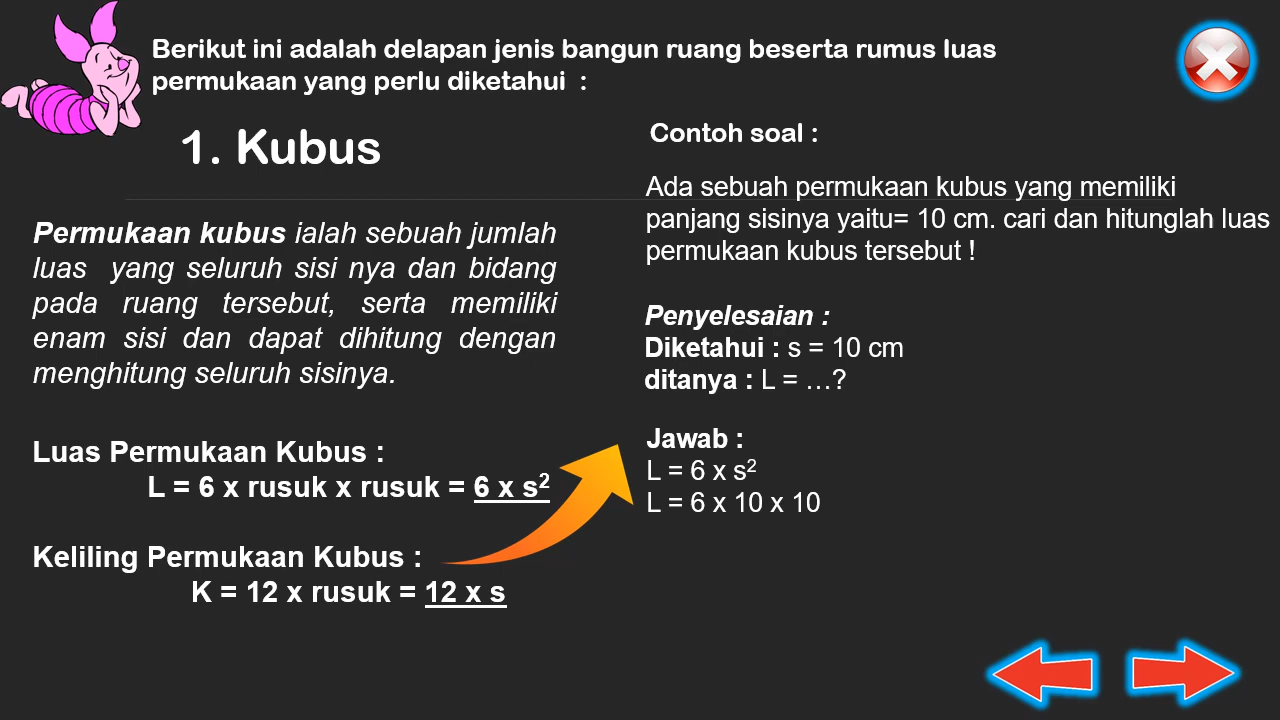 Berikut ini adalah delapan jenis bangun ruang beserta rumus luas
permukaan yang perlu diketahui :
1. Kubus
Permukaan kubus ialah sebuah jumlah
luas yang seluruh sisi nya dan bidang
pada ruang tersebut, serta memiliki
enam sisi dan dapat dihitung dengan
menghitung seluruh sisinya.
Luas Permukaan Kubus :
L = 6 x rusuk x rusuk = 6 x s²
Keliling Permukaan Kubus :
K = 12 x rusuk = 12 x s
Contoh soal :
Ada sebuah permukaan kubus yang memiliki
panjang sisinya yaitu= 10 cm. cari dan hitunglah luas
permukaan kubus tersebut !
Penyelesaian :
Diketahui : s = 10 cm
ditanya : L = …?
Jawab :
L = 6 x s²
L = 6 x 10 x 10